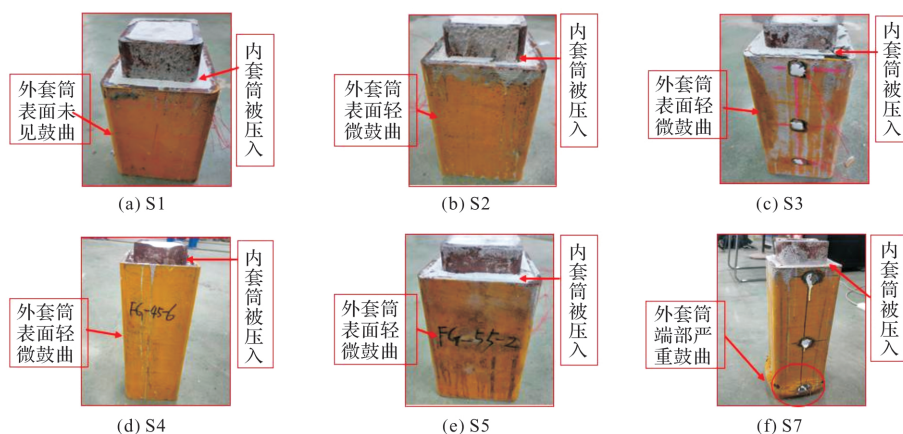 外套筒
表面未
见鼓曲
内套筒被压入
(a) S1
外套筒
表面轻
微鼓曲
内套筒被压入
(b) S2
外套筒
表面轻
微鼓曲
内套筒被压入
(c) S3
外套筒
表面轻
微鼓曲
FG-45-6
内套筒被压入
(d) S4
外套筒
表面轻
微鼓曲
FG-55-2
内套筒被压入
(e) S5
外套筒
端部严
重鼓曲
内套筒被压入
(f) S7